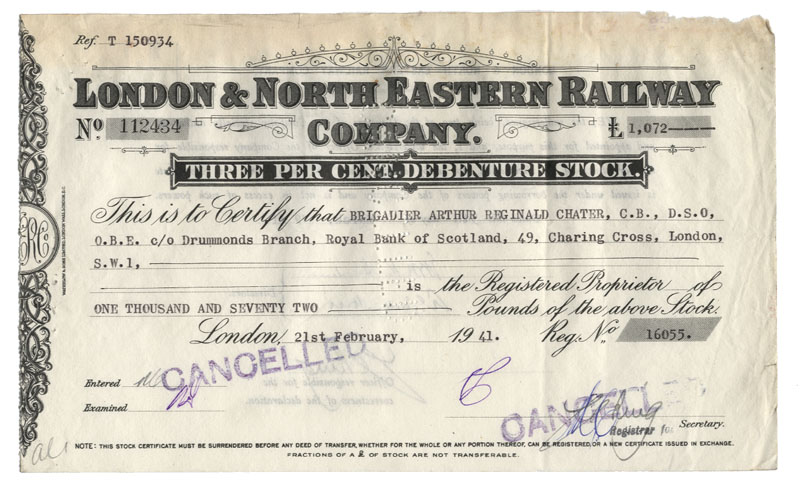 Ref. T 150934
LONDON & NORTH EASTERN RAILWAY
Nº 112434 COMPANY. £ 1,072
THREE PER CENT. DEBENTURE STOCK.
This is to Certify that BRIGADIER ARTHUR REGINALD CHATER, C.B., D.S.O,
O.B.E. c/o Drummonds Branch, Royal Bank of Scotland, 49, Charing Cross, London,
S.W.1,
is the Registered Proprietor of
ONE THOUSAND AND SEVENTY TWO Pounds of the above Stock.
London, 21st February, 1941. Reg. Nº 16055.
CANCELLED
Entered
CANCELLED
Examined
Registrar for Secretary.
NOTE: THIS STOCK CERTIFICATE MUST BE SURRENDERED BEFORE ANY DEED OF TRANSFER, WHETHER FOR THE WHOLE OR ANY PORTION THEREOF, CAN BE REGISTERED, OR A NEW CERTIFICATE ISSUED IN EXCHANGE.
FRACTIONS OF A £ OF STOCK ARE NOT TRANSFERABLE.